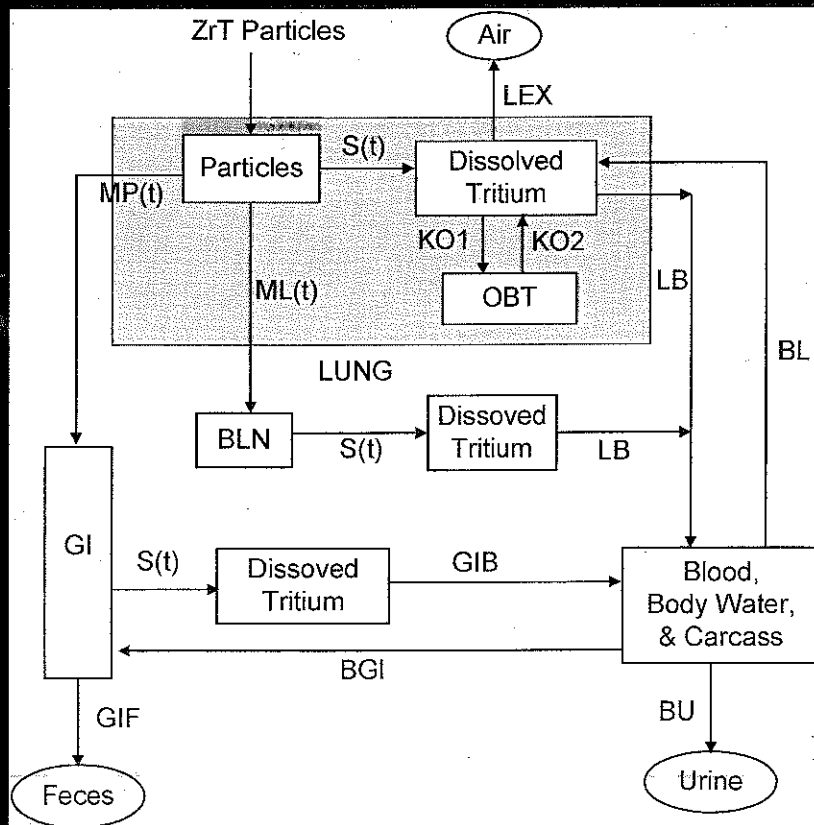 ZrT Particles
Air
LEX
Particles
S(t)
Dissolved
Tritium
MP(t)
KO1
KO2
ML(t)
OBT
LB
BL
LUNG
BLN
S(t)
Dissoved
Tritium
LB
GI
S(t)
Dissoved
Tritium
GIB
Blood,
Body Water,
& Carcass
BGI
GIF
BU
Feces
Urine